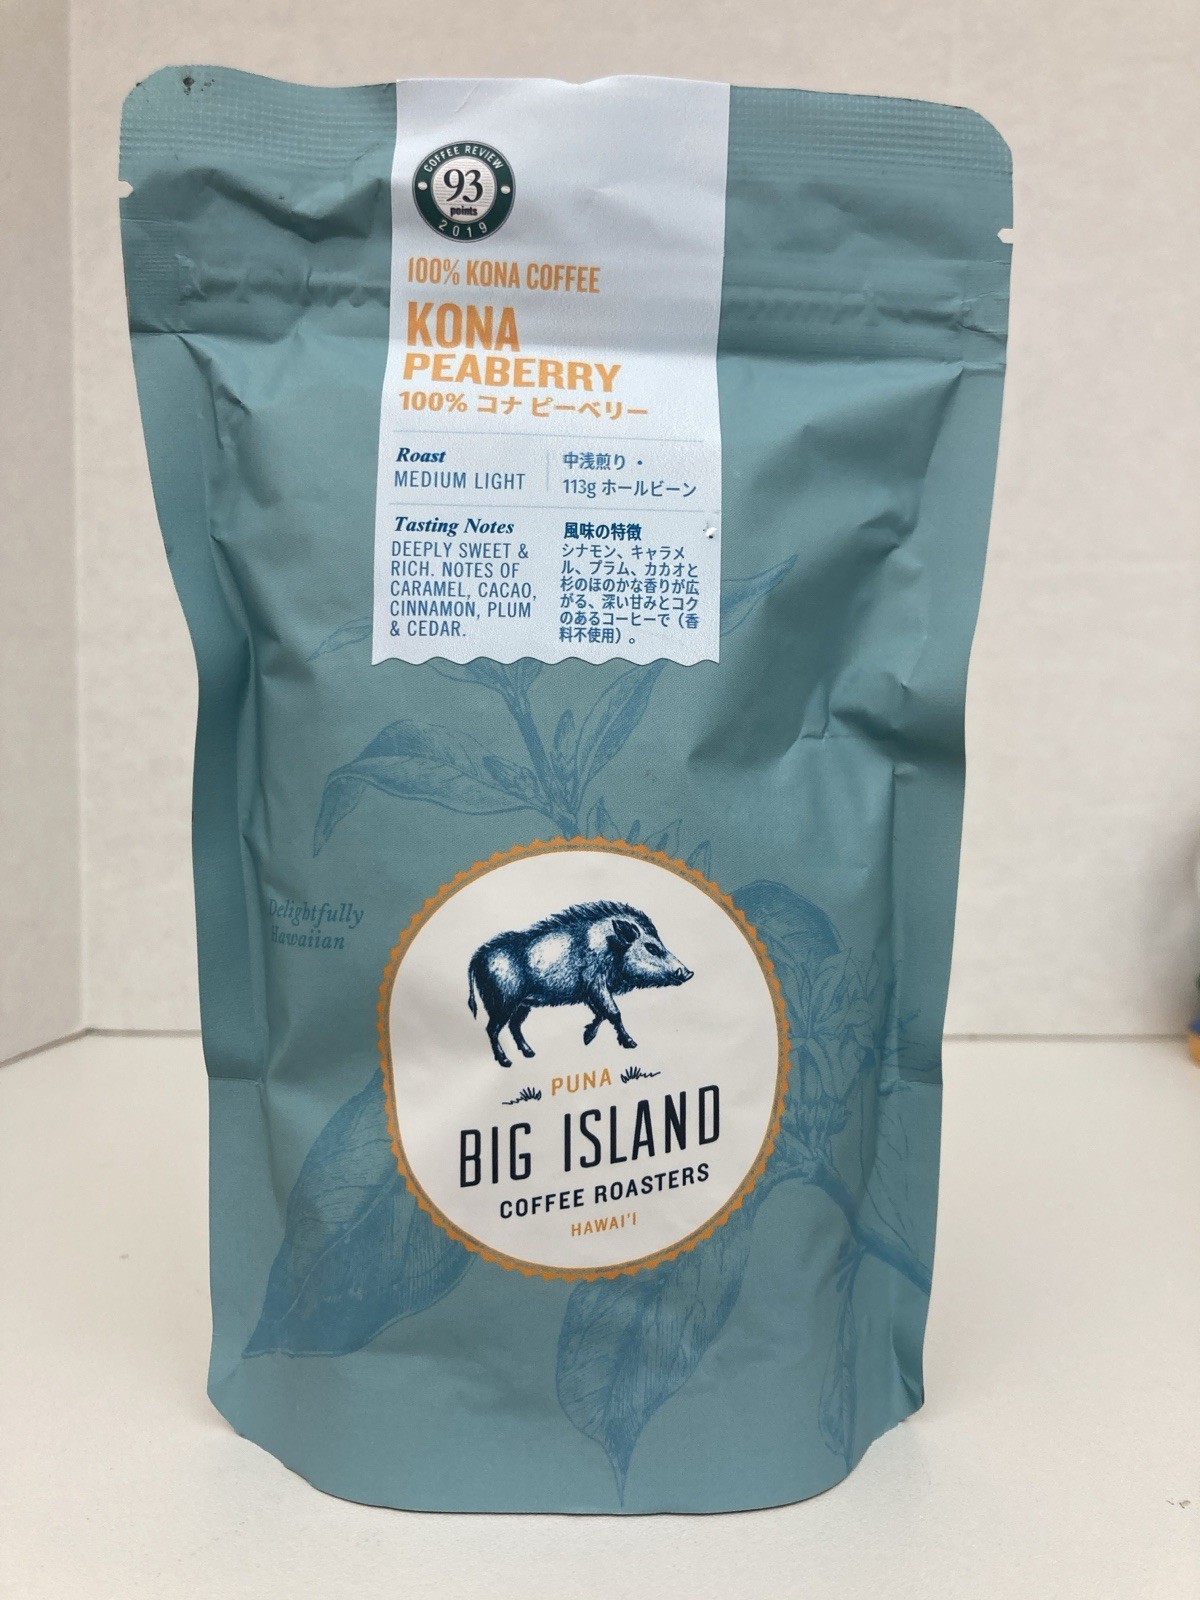 COFFEE REVIEW
93
points
2019
100% KONA COFFEE
KONA
PEABERRY
100% コナ ピーベリー
Roast
MEDIUM LIGHT
中浅煎り・
113g ホールビーン
Tasting Notes
DEEPLY SWEET &
RICH. NOTES OF
CARAMEL, CACAO,
CINNAMON, PLUM
& CEDAR.
風味の特徴
シナモン、キャラメ
ル、プラム、カカオと
杉のほのかな香りが広
がる、深い甘みとコク
のあるコーヒーで（香
料不使用）。
Delightfully
Hawaiian
PUNA
BIG ISLAND
COFFEE ROASTERS
HAWAI'I